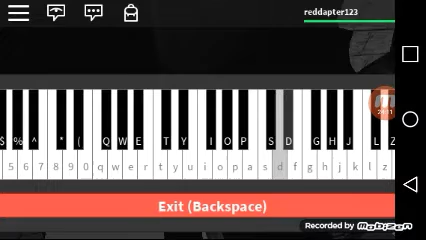 reddapter123
$ % ^ * ( Q W E T Y I O P S D G H J L Z
5 6 7 8 9 0 q w e r t y u i o p a s d f g h j k l z
Exit (Backspace)
Recorded by Mobizen